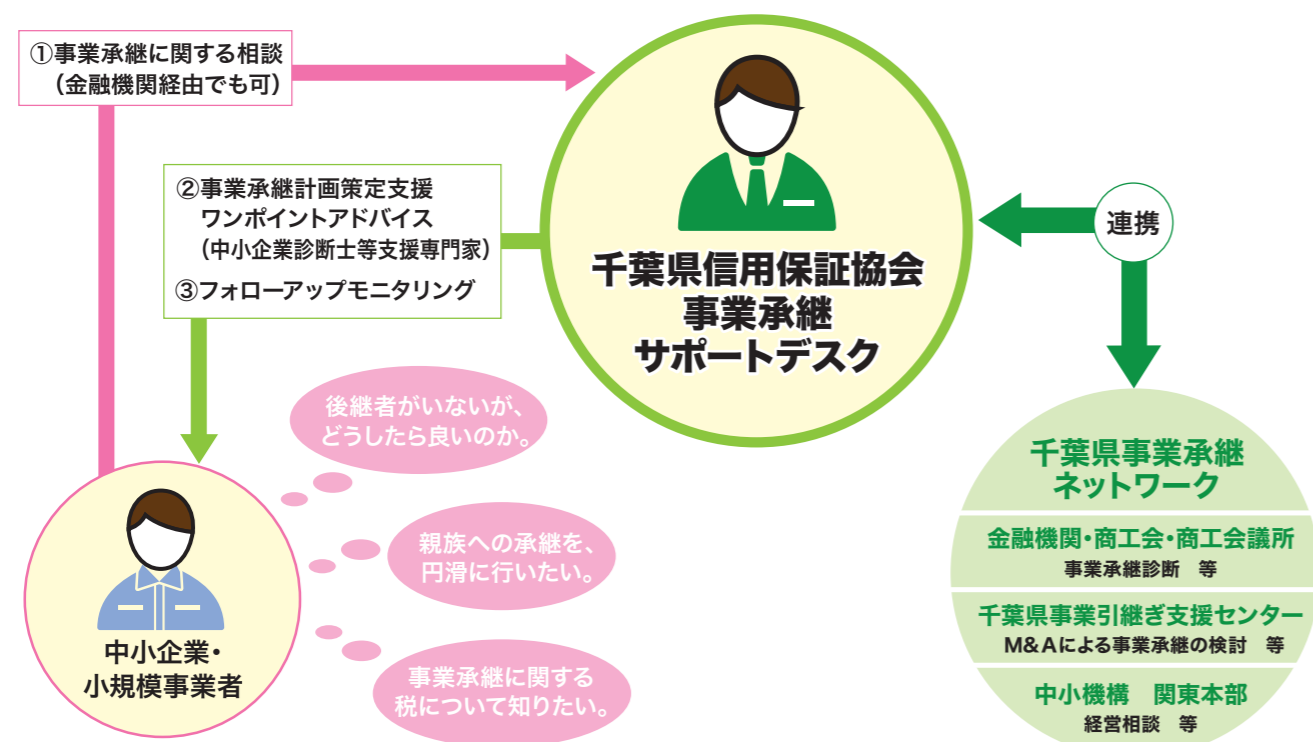 ①事業承継に関する相談
（金融機関経由でも可）
②事業承継計画策定支援
ワンポイントアドバイス
（中小企業診断士等支援専門家）
③フォローアップモニタリング
千葉県信用保証協会
事業承継
サポートデスク
連携
後継者がいないが、
どうしたら良いのか。
親族への承継を、
円滑に行いたい。
事業承継に関する
税について知りたい。
中小企業・
小規模事業者
千葉県事業承継
ネットワーク
金融機関・商工会・商工会議所
事業承継診断　等
千葉県事業引継ぎ支援センター
M&Aによる事業承継の検討　等
中小機構　関東本部
経営相談　等